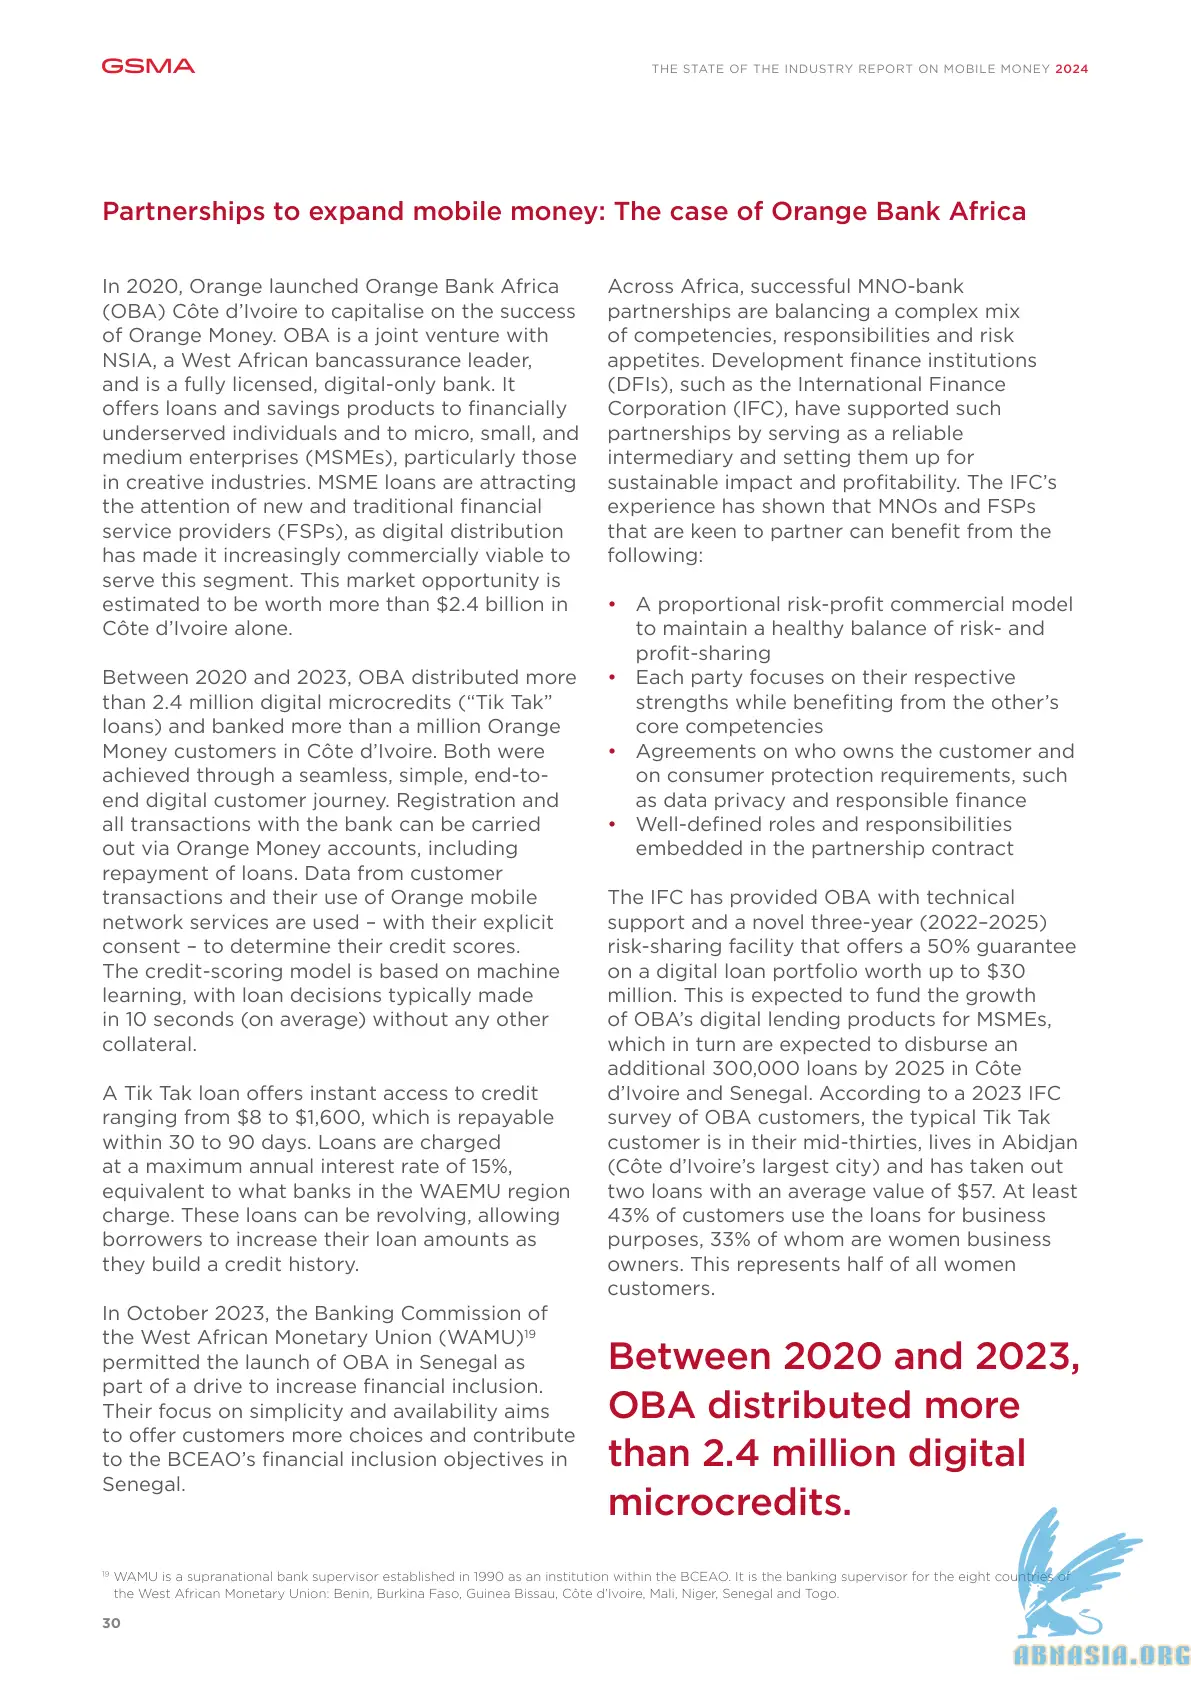 GSMA
THE STATE OF THE INDUSTRY REPORT ON MOBILE MONEY 2024
Partnerships to expand mobile money: The case of Orange Bank Africa
In 2020, Orange launched Orange Bank Africa
(OBA) Côte d’Ivoire to capitalise on the success
of Orange Money. OBA is a joint venture with
NSIA, a West African bancassurance leader,
and is a fully licensed, digital-only bank. It
offers loans and savings products to financially
underserved individuals and to micro, small, and
medium enterprises (MSMEs), particularly those
in creative industries. MSME loans are attracting
the attention of new and traditional financial
service providers (FSPs), as digital distribution
has made it increasingly commercially viable to
serve this segment. This market opportunity is
estimated to be worth more than $2.4 billion in
Côte d’Ivoire alone.
Between 2020 and 2023, OBA distributed more
than 2.4 million digital microcredits (“Tik Tak”
loans) and banked more than a million Orange
Money customers in Côte d’Ivoire. Both were
achieved through a seamless, simple, end-to-
end digital customer journey. Registration and
all transactions with the bank can be carried
out via Orange Money accounts, including
repayment of loans. Data from customer
transactions and their use of Orange mobile
network services are used – with their explicit
consent – to determine their credit scores.
The credit-scoring model is based on machine
learning, with loan decisions typically made
in 10 seconds (on average) without any other
collateral.
A Tik Tak loan offers instant access to credit
ranging from $8 to $1,600, which is repayable
within 30 to 90 days. Loans are charged
at a maximum annual interest rate of 15%,
equivalent to what banks in the WAEMU region
charge. These loans can be revolving, allowing
borrowers to increase their loan amounts as
they build a credit history.
In October 2023, the Banking Commission of
the West African Monetary Union (WAMU)19
permitted the launch of OBA in Senegal as
part of a drive to increase financial inclusion.
Their focus on simplicity and availability aims
to offer customers more choices and contribute
to the BCEAO’s financial inclusion objectives in
Senegal.
Across Africa, successful MNO-bank
partnerships are balancing a complex mix
of competencies, responsibilities and risk
appetites. Development finance institutions
(DFIs), such as the International Finance
Corporation (IFC), have supported such
partnerships by serving as a reliable
intermediary and setting them up for
sustainable impact and profitability. The IFC’s
experience has shown that MNOs and FSPs
that are keen to partner can benefit from the
following:
• A proportional risk-profit commercial model
to maintain a healthy balance of risk- and
profit-sharing
• Each party focuses on their respective
strengths while benefiting from the other’s
core competencies
• Agreements on who owns the customer and
on consumer protection requirements, such
as data privacy and responsible finance
• Well-defined roles and responsibilities
embedded in the partnership contract
The IFC has provided OBA with technical
support and a novel three-year (2022–2025)
risk-sharing facility that offers a 50% guarantee
on a digital loan portfolio worth up to $30
million. This is expected to fund the growth
of OBA’s digital lending products for MSMEs,
which in turn are expected to disburse an
additional 300,000 loans by 2025 in Côte
d’Ivoire and Senegal. According to a 2023 IFC
survey of OBA customers, the typical Tik Tak
customer is in their mid-thirties, lives in Abidjan
(Côte d’Ivoire’s largest city) and has taken out
two loans with an average value of $57. At least
43% of customers use the loans for business
purposes, 33% of whom are women business
owners. This represents half of all women
customers.
Between 2020 and 2023,
OBA distributed more
than 2.4 million digital
microcredits.
19 WAMU is a supranational bank supervisor established in 1990 as an institution within the BCEAO. It is the banking supervisor for the eight countries of
the West African Monetary Union: Benin, Burkina Faso, Guinea Bissau, Côte d’Ivoire, Mali, Niger, Senegal and Togo.
30
ABNASIA.ORG